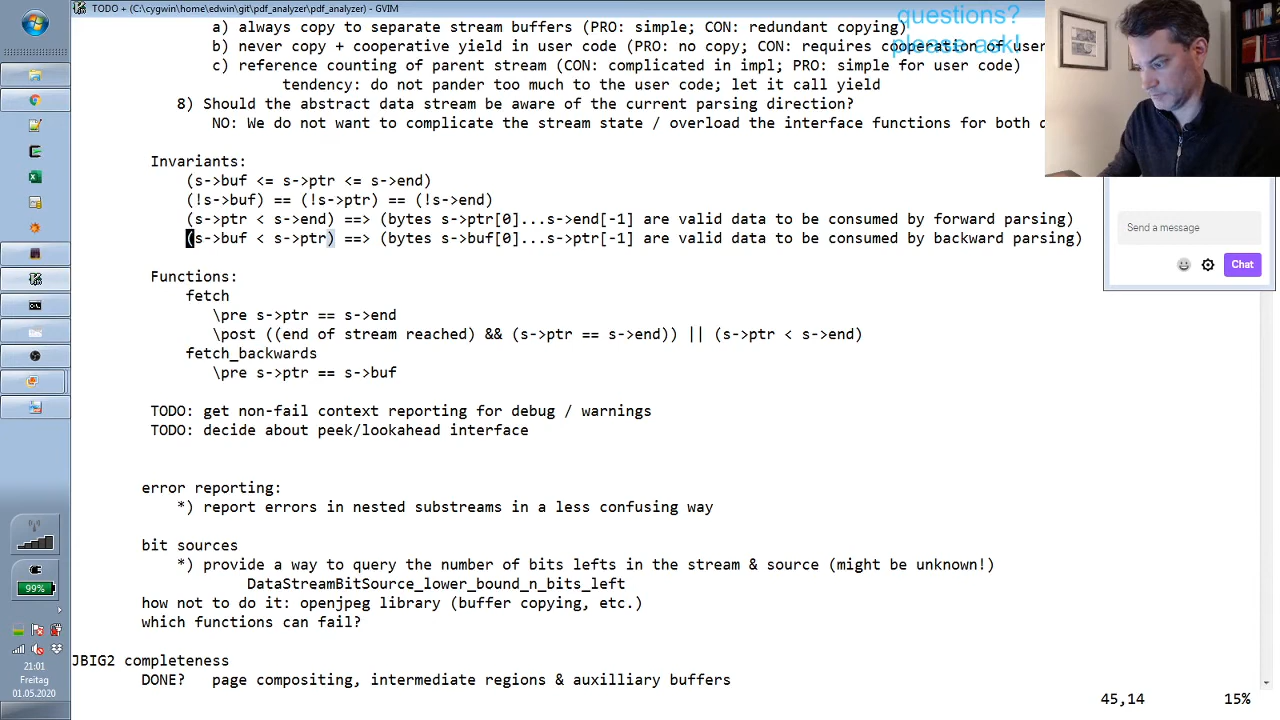 TODO + (C:\cygwin\home\edwin\git\pdf_analyzer\pdf_analyzer) - GVIM
questions?
please ask!
a) always copy to separate stream buffers (PRO: simple; CON: redundant copying)
b) never copy + cooperative yield in user code (PRO: no copy; CON: requires cooperation of user
c) reference counting of parent stream (CON: complicated in impl; PRO: simple for user code)
tendency: do not pander too much to the user code; let it call yield
8) Should the abstract data stream be aware of the current parsing direction?
NO: We do not want to complicate the stream state / overload the interface functions for both d
Invariants:
(s->buf <= s->ptr <= s->end)
(!s->buf) == (!s->ptr) == (!s->end)
(s->ptr < s->end) ==> (bytes s->ptr[0]...s->end[-1] are valid data to be consumed by forward parsing)
(s->buf < s->ptr) ==> (bytes s->buf[0]...s->ptr[-1] are valid data to be consumed by backward parsing)
Functions:
fetch
\pre s->ptr == s->end
\post ((end of stream reached) && (s->ptr == s->end)) || (s->ptr < s->end)
fetch_backwards
\pre s->ptr == s->buf
TODO: get non-fail context reporting for debug / warnings
TODO: decide about peek/lookahead interface
error reporting:
*) report errors in nested substreams in a less confusing way
bit sources
*) provide a way to query the number of bits lefts in the stream & source (might be unknown!)
DataStreamBitSource_lower_bound_n_bits_left
how not to do it: openjpeg library (buffer copying, etc.)
which functions can fail?
JBIG2 completeness
DONE? page compositing, intermediate regions & auxilliary buffers
45,14 15%
Send a message
Chat
99%
21:01
Freitag
01.05.2020